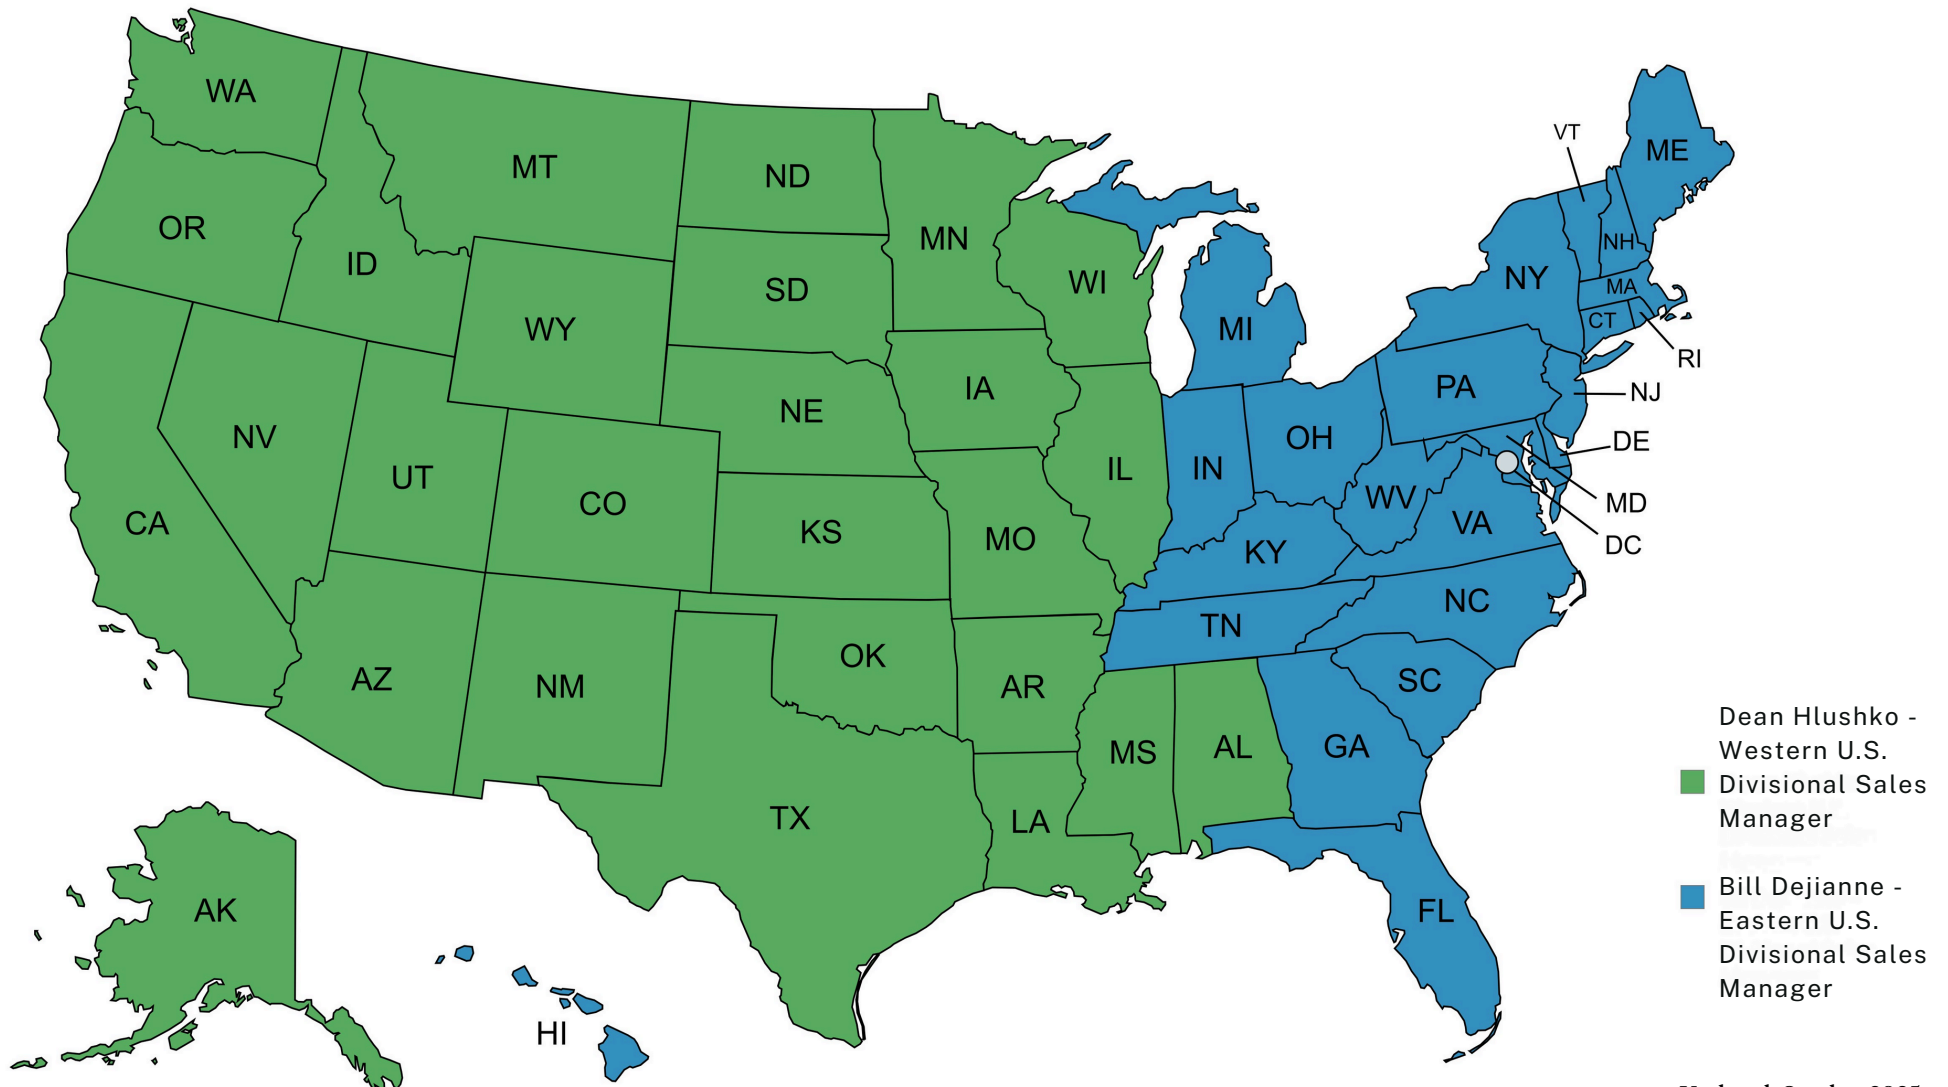 WA
MT
ND
MN
VT
ME
OR
ID
SD
WI
NH
NY
MA
WY
MI
CT
RI
IA
NE
PA
NJ
NV
UT
CO
IL
IN
OH
DE
WV
MD
CA
KS
MO
KY
VA
DC
NC
TN
AZ
NM
OK
AR
SC
MS
AL
GA
TX
LA
AK
FL
HI
Dean Hlushko -
Western U.S.
Divisional Sales
Manager
Bill Dejianne -
Eastern U.S.
Divisional Sales
Manager